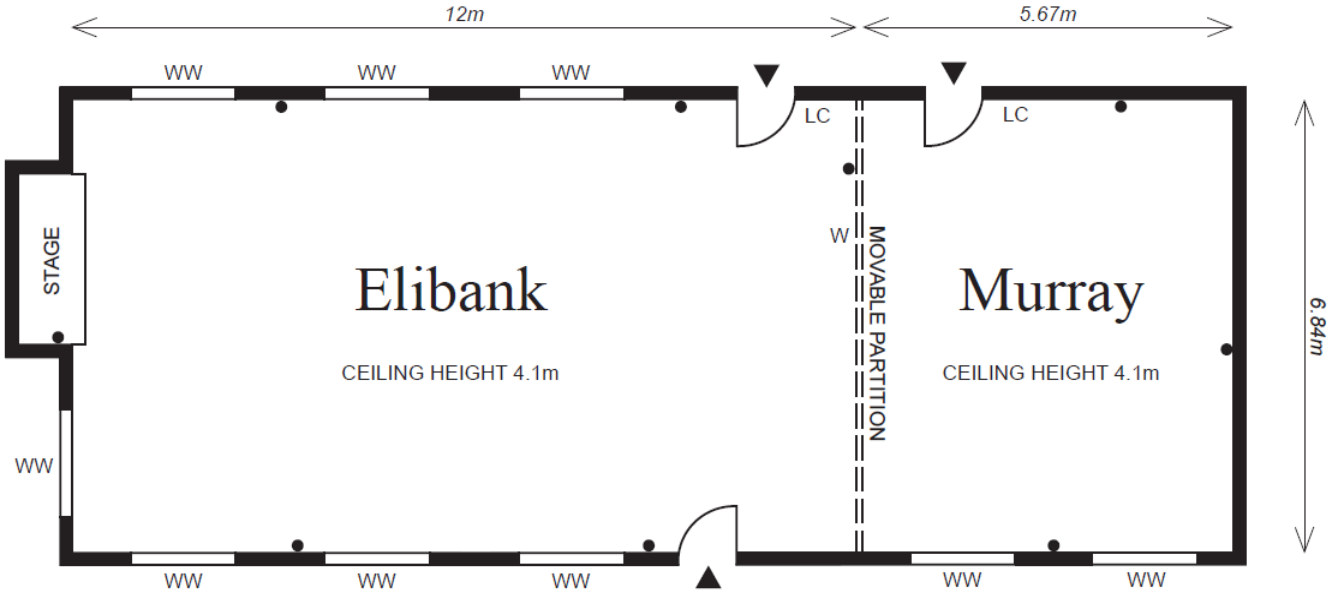 12m
5.67m
WW
WW
WW
LC
LC
STAGE
W
MOVABLE PARTITION
Elibank
Murray
6.84m
CEILING HEIGHT 4.1m
CEILING HEIGHT 4.1m
WW
WW
WW
WW
WW
WW